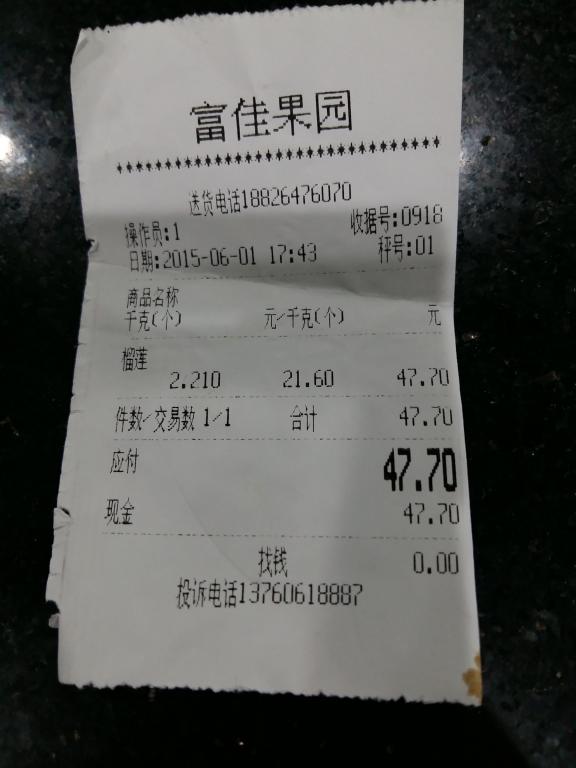 富佳果园
************************************
送货电话18826476070
操作员:1 收据号:0918
日期:2015-06-01 17:43 秤号:01
商品名称
千克(个) 元/千克(个) 元
榴莲
2.210 21.60 47.70
件数/交易数 1/1 合计 47.70
应付 47.70
现金 47.70
找钱 0.00
投诉电话13760618887